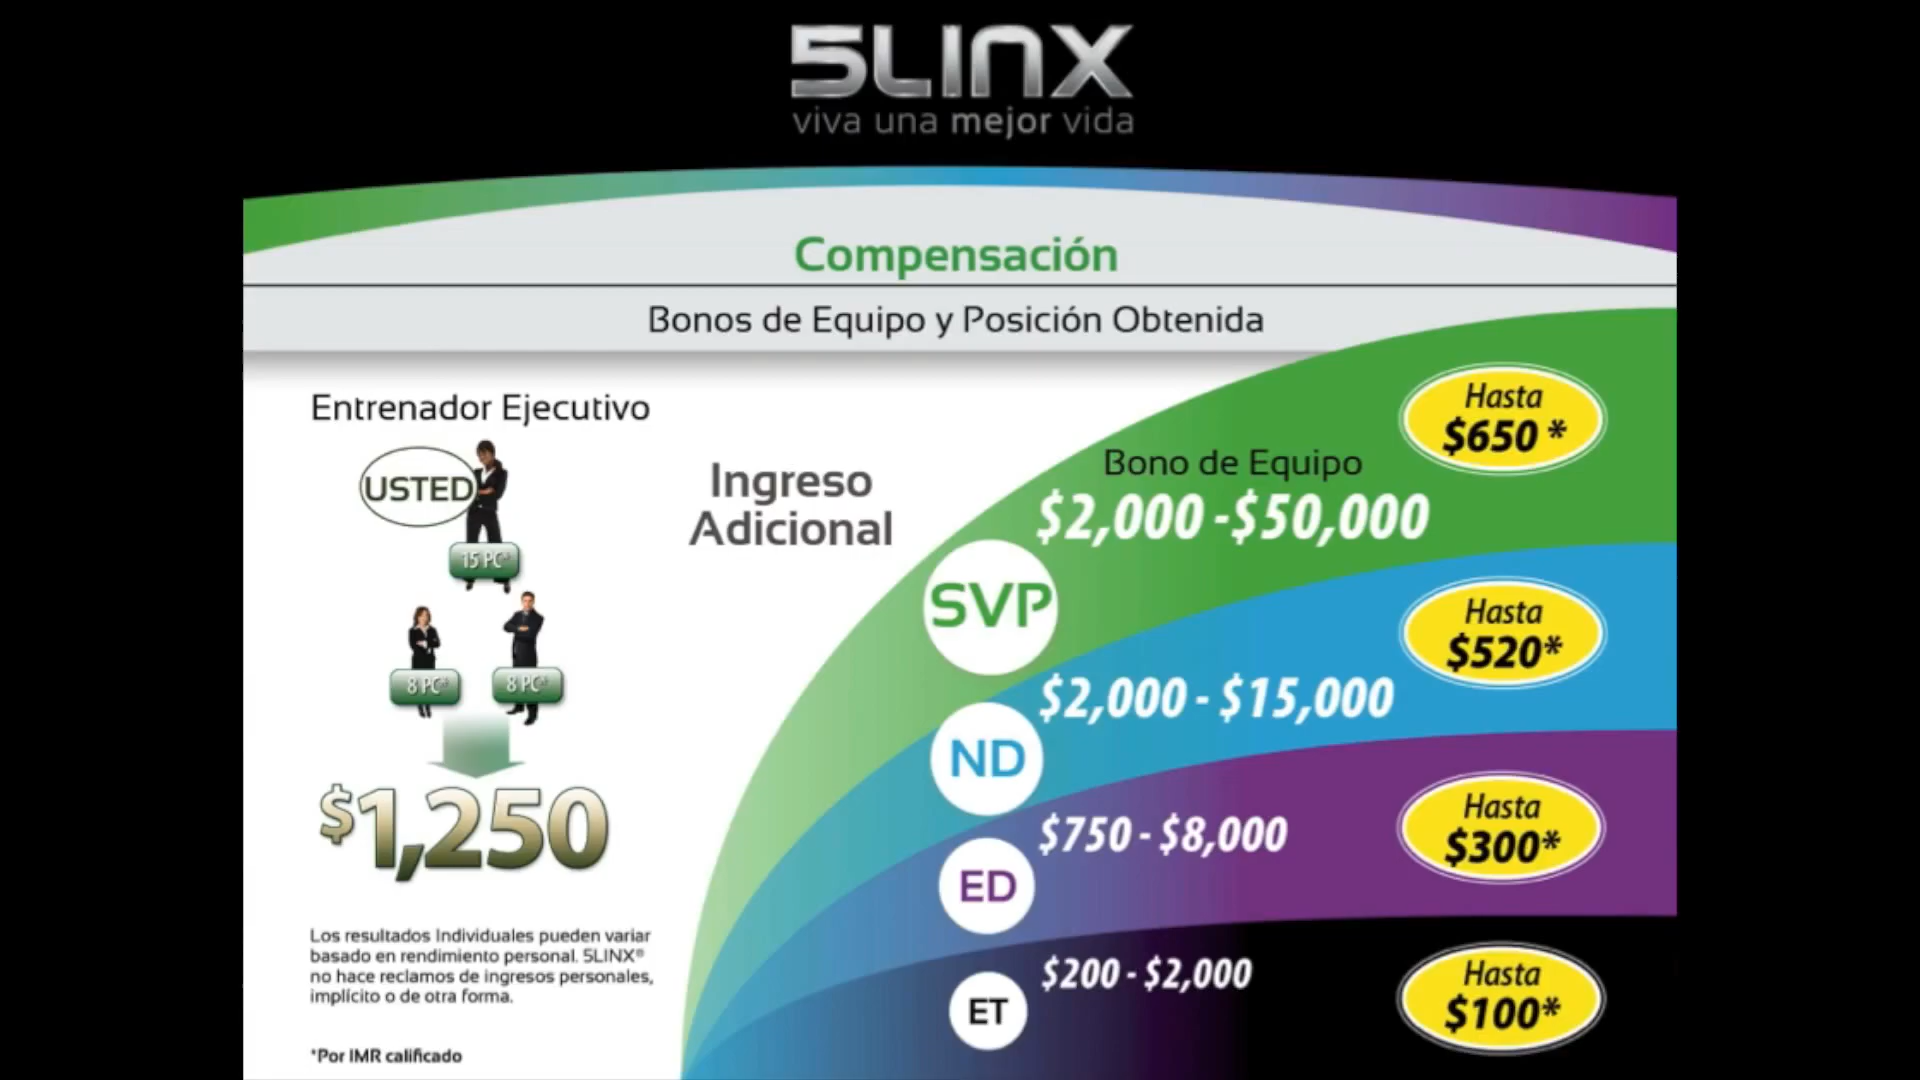 5LINX
viva una mejor vida
Compensación
Bonos de Equipo y Posición Obtenida
Entrenador Ejecutivo
USTED
15 PC*
8 PC*
8 PC*
$1,250
Los resultados Individuales pueden variar
basado en rendimiento personal. 5LINX®
no hace reclamos de ingresos personales,
implícito o de otra forma.
*Por IMR calificado
Ingreso
Adicional
Bono de Equipo
$2,000 -$50,000
Hasta
$650 *
SVP
$2,000 - $15,000
Hasta
$520*
ND
$750 - $8,000
Hasta
$300*
ED
$200 - $2,000
Hasta
$100*
ET